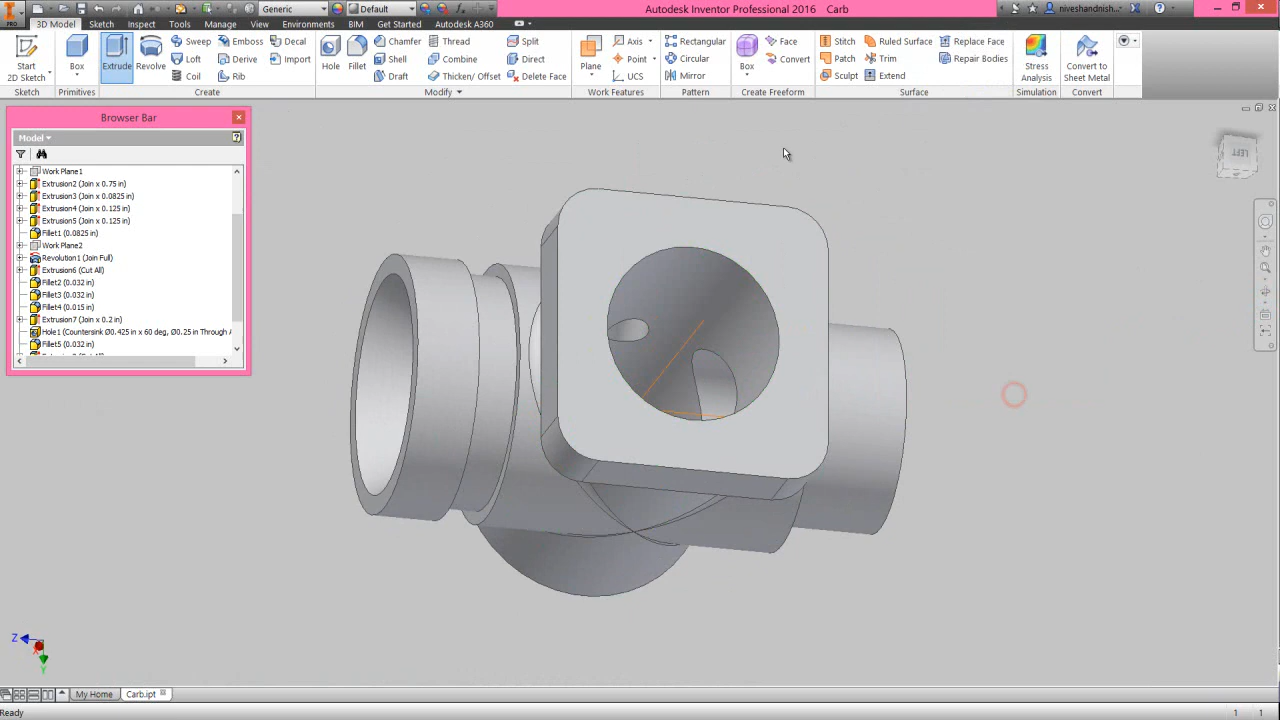 Generic
Default
Autodesk Inventor Professional 2016 Carb
niveshandnish...
PRO
3D Model
Sketch
Inspect
Tools
Manage
View
Environments
BIM
Get Started
Autodesk A360
Start
2D Sketch
Box
Extrude
Revolve
Sweep
Loft
Coil
Emboss
Derive
Rib
Decal
Import
Hole
Fillet
Chamfer
Shell
Draft
Thread
Combine
Thicken/ Offset
Split
Direct
Delete Face
Plane
Axis
Point
UCS
Rectangular
Circular
Mirror
Box
Face
Convert
Stitch
Patch
Sculpt
Ruled Surface
Trim
Extend
Replace Face
Repair Bodies
Stress
Analysis
Convert to
Sheet Metal
Sketch
Primitives
Create
Modify
Work Features
Pattern
Create Freeform
Surface
Simulation
Convert
Browser Bar
Model
Work Plane1
Extrusion2 (Join x 0.75 in)
Extrusion3 (Join x 0.0825 in)
Extrusion4 (Join x 0.125 in)
Extrusion5 (Join x 0.125 in)
Fillet1 (0.0825 in)
Work Plane2
Revolution1 (Join Full)
Extrusion6 (Cut All)
Fillet2 (0.032 in)
Fillet3 (0.032 in)
Fillet4 (0.015 in)
Extrusion7 (Join x 0.2 in)
Hole1 (Countersink Ø0.425 in x 60 deg, Ø0.25 in Through A
Fillet5 (0.032 in)
LEFT
Z
X
Y
My Home
Carb.ipt
Ready
1
1